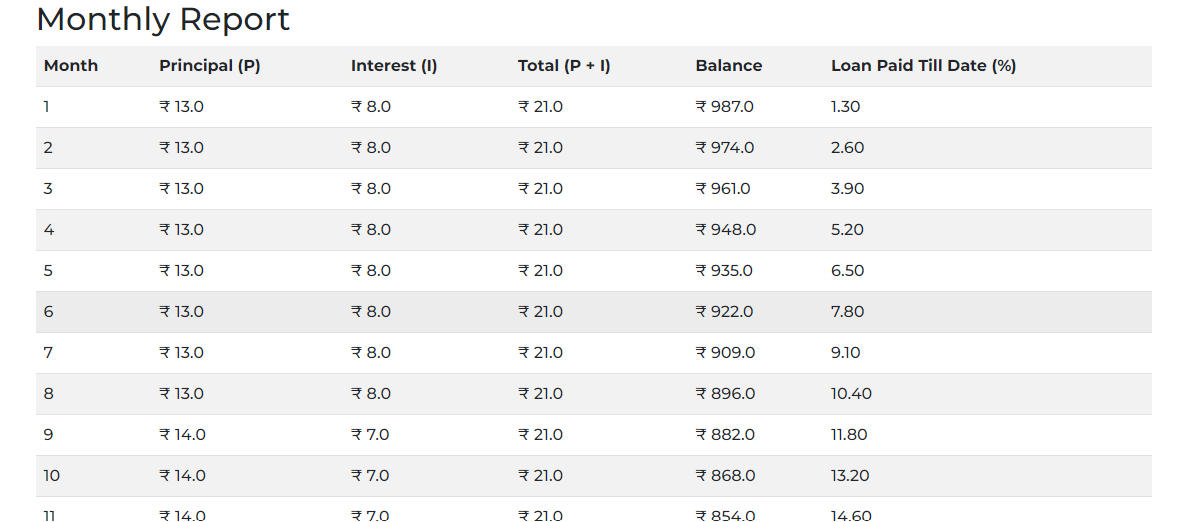 Monthly Report
Month Principal (P) Interest (I) Total (P + I) Balance Loan Paid Till Date (%)
1 ₹ 13.0 ₹ 8.0 ₹ 21.0 ₹ 987.0 1.30
2 ₹ 13.0 ₹ 8.0 ₹ 21.0 ₹ 974.0 2.60
3 ₹ 13.0 ₹ 8.0 ₹ 21.0 ₹ 961.0 3.90
4 ₹ 13.0 ₹ 8.0 ₹ 21.0 ₹ 948.0 5.20
5 ₹ 13.0 ₹ 8.0 ₹ 21.0 ₹ 935.0 6.50
6 ₹ 13.0 ₹ 8.0 ₹ 21.0 ₹ 922.0 7.80
7 ₹ 13.0 ₹ 8.0 ₹ 21.0 ₹ 909.0 9.10
8 ₹ 13.0 ₹ 8.0 ₹ 21.0 ₹ 896.0 10.40
9 ₹ 14.0 ₹ 7.0 ₹ 21.0 ₹ 882.0 11.80
10 ₹ 14.0 ₹ 7.0 ₹ 21.0 ₹ 868.0 13.20
11 ₹ 14.0 ₹ 7.0 ₹ 21.0 ₹ 854.0 14.60